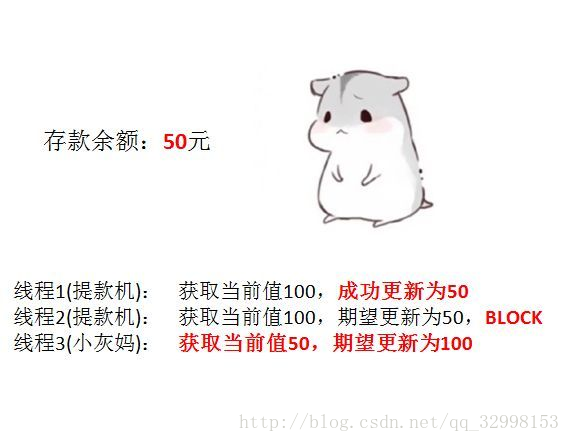 存款余额：50元
线程1(提款机)： 获取当前值100，成功更新为50
线程2(提款机)： 获取当前值100，期望更新为50，BLOCK
线程3(小灰妈)： 获取当前值50，期望更新为100
http://blog.csdn.net/qq_32998153